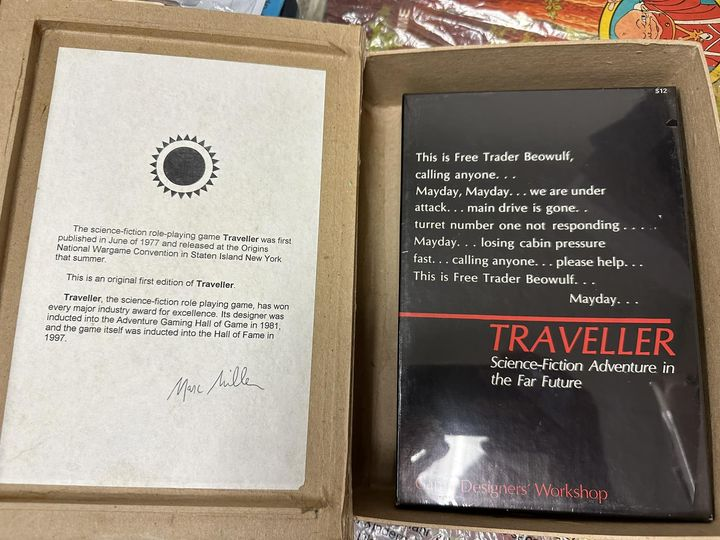 The science-fiction role-playing game Traveller was first
published in June of 1977 and released at the Origins
National Wargame Convention in Staten Island New York
that summer.
This is an original first edition of Traveller.
Traveller, the science-fiction role playing game, has won
every major industry award for excellence. Its designer was
inducted into the Adventure Gaming Hall of Game in 1981,
and the game itself was inducted into the Hall of Fame in
1997.
Marc Miller
$12
This is Free Trader Beowulf,
calling anyone. . .
Mayday, Mayday. . . we are under
attack. . . main drive is gone. .
turret number one not responding . . . .
Mayday. . . losing cabin pressure
fast. . . calling anyone. . . please help. . .
This is Free Trader Beowulf. . .
Mayday. . .
TRAVELLER
Science-Fiction Adventure in
the Far Future
Designers' Workshop